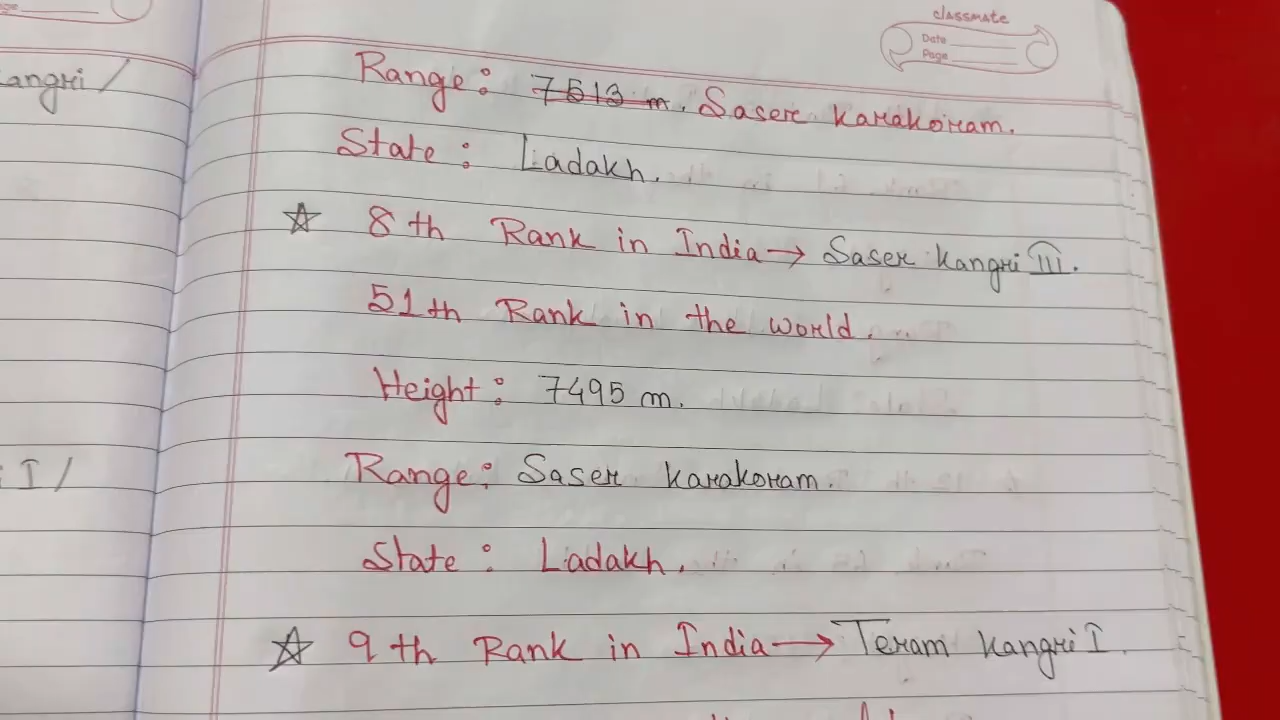 classmate
Date
Page
angri /
Range: 7513 m. Saser Karakoram.
State: Ladakh.
☆ 8th Rank in India → Saser Kangri III.
51th Rank in the world.
Height: 7495 m.
I /
Range: Saser Karakoram.
State: Ladakh.
☆ 9th Rank in India → Teram Kangri I.